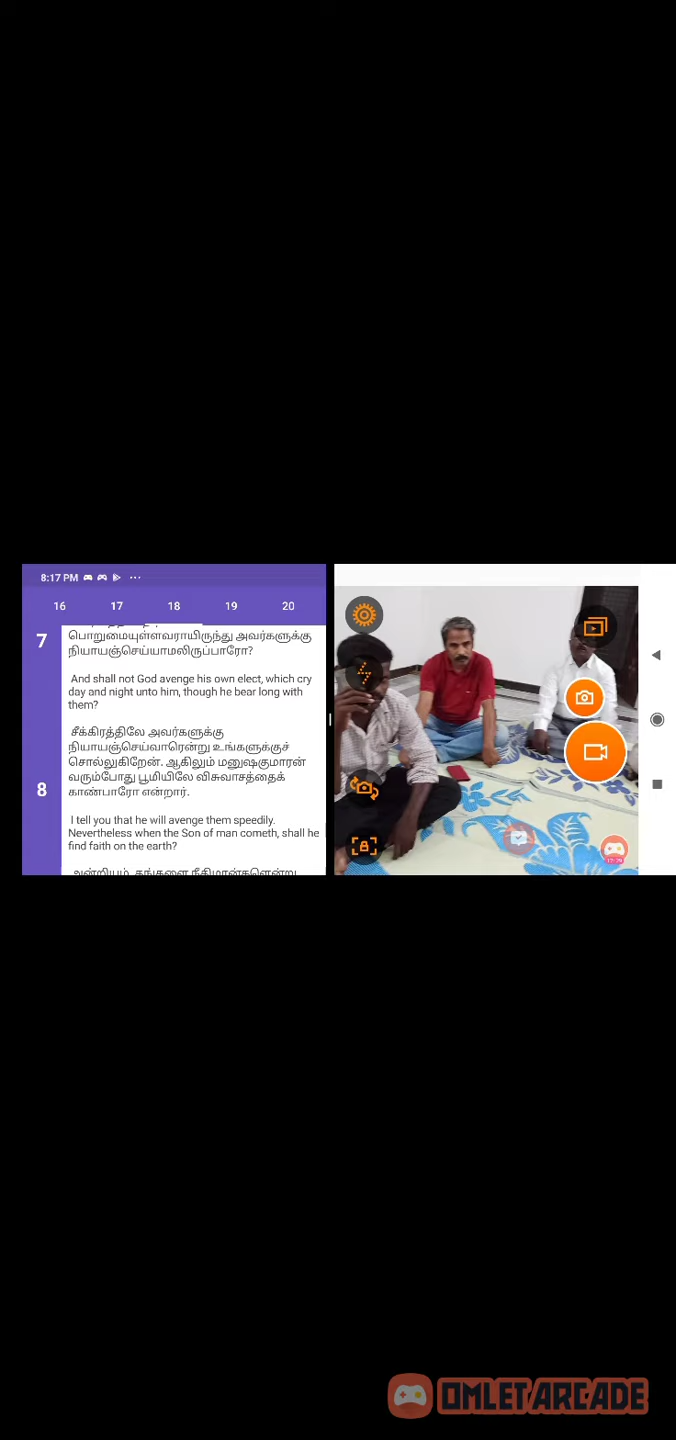 8:17 PM
16 17 18 19 20
7
பொறுமையுள்ளவராயிருந்து அவர்களுக்கு
நியாயஞ்செய்யாமலிருப்பாரோ?
And shall not God avenge his own elect, which cry
day and night unto him, though he bear long with
them?
சீக்கிரத்திலே அவர்களுக்கு
நியாயஞ்செய்வாரென்று உங்களுக்குச்
சொல்லுகிறேன். ஆகிலும் மனுஷகுமாரன்
வரும்போது பூமியிலே விசுவாசத்தைக்
8
காண்பாரோ என்றார்.
I tell you that he will avenge them speedily.
Nevertheless when the Son of man cometh, shall he
find faith on the earth?
OMLET ARCADE